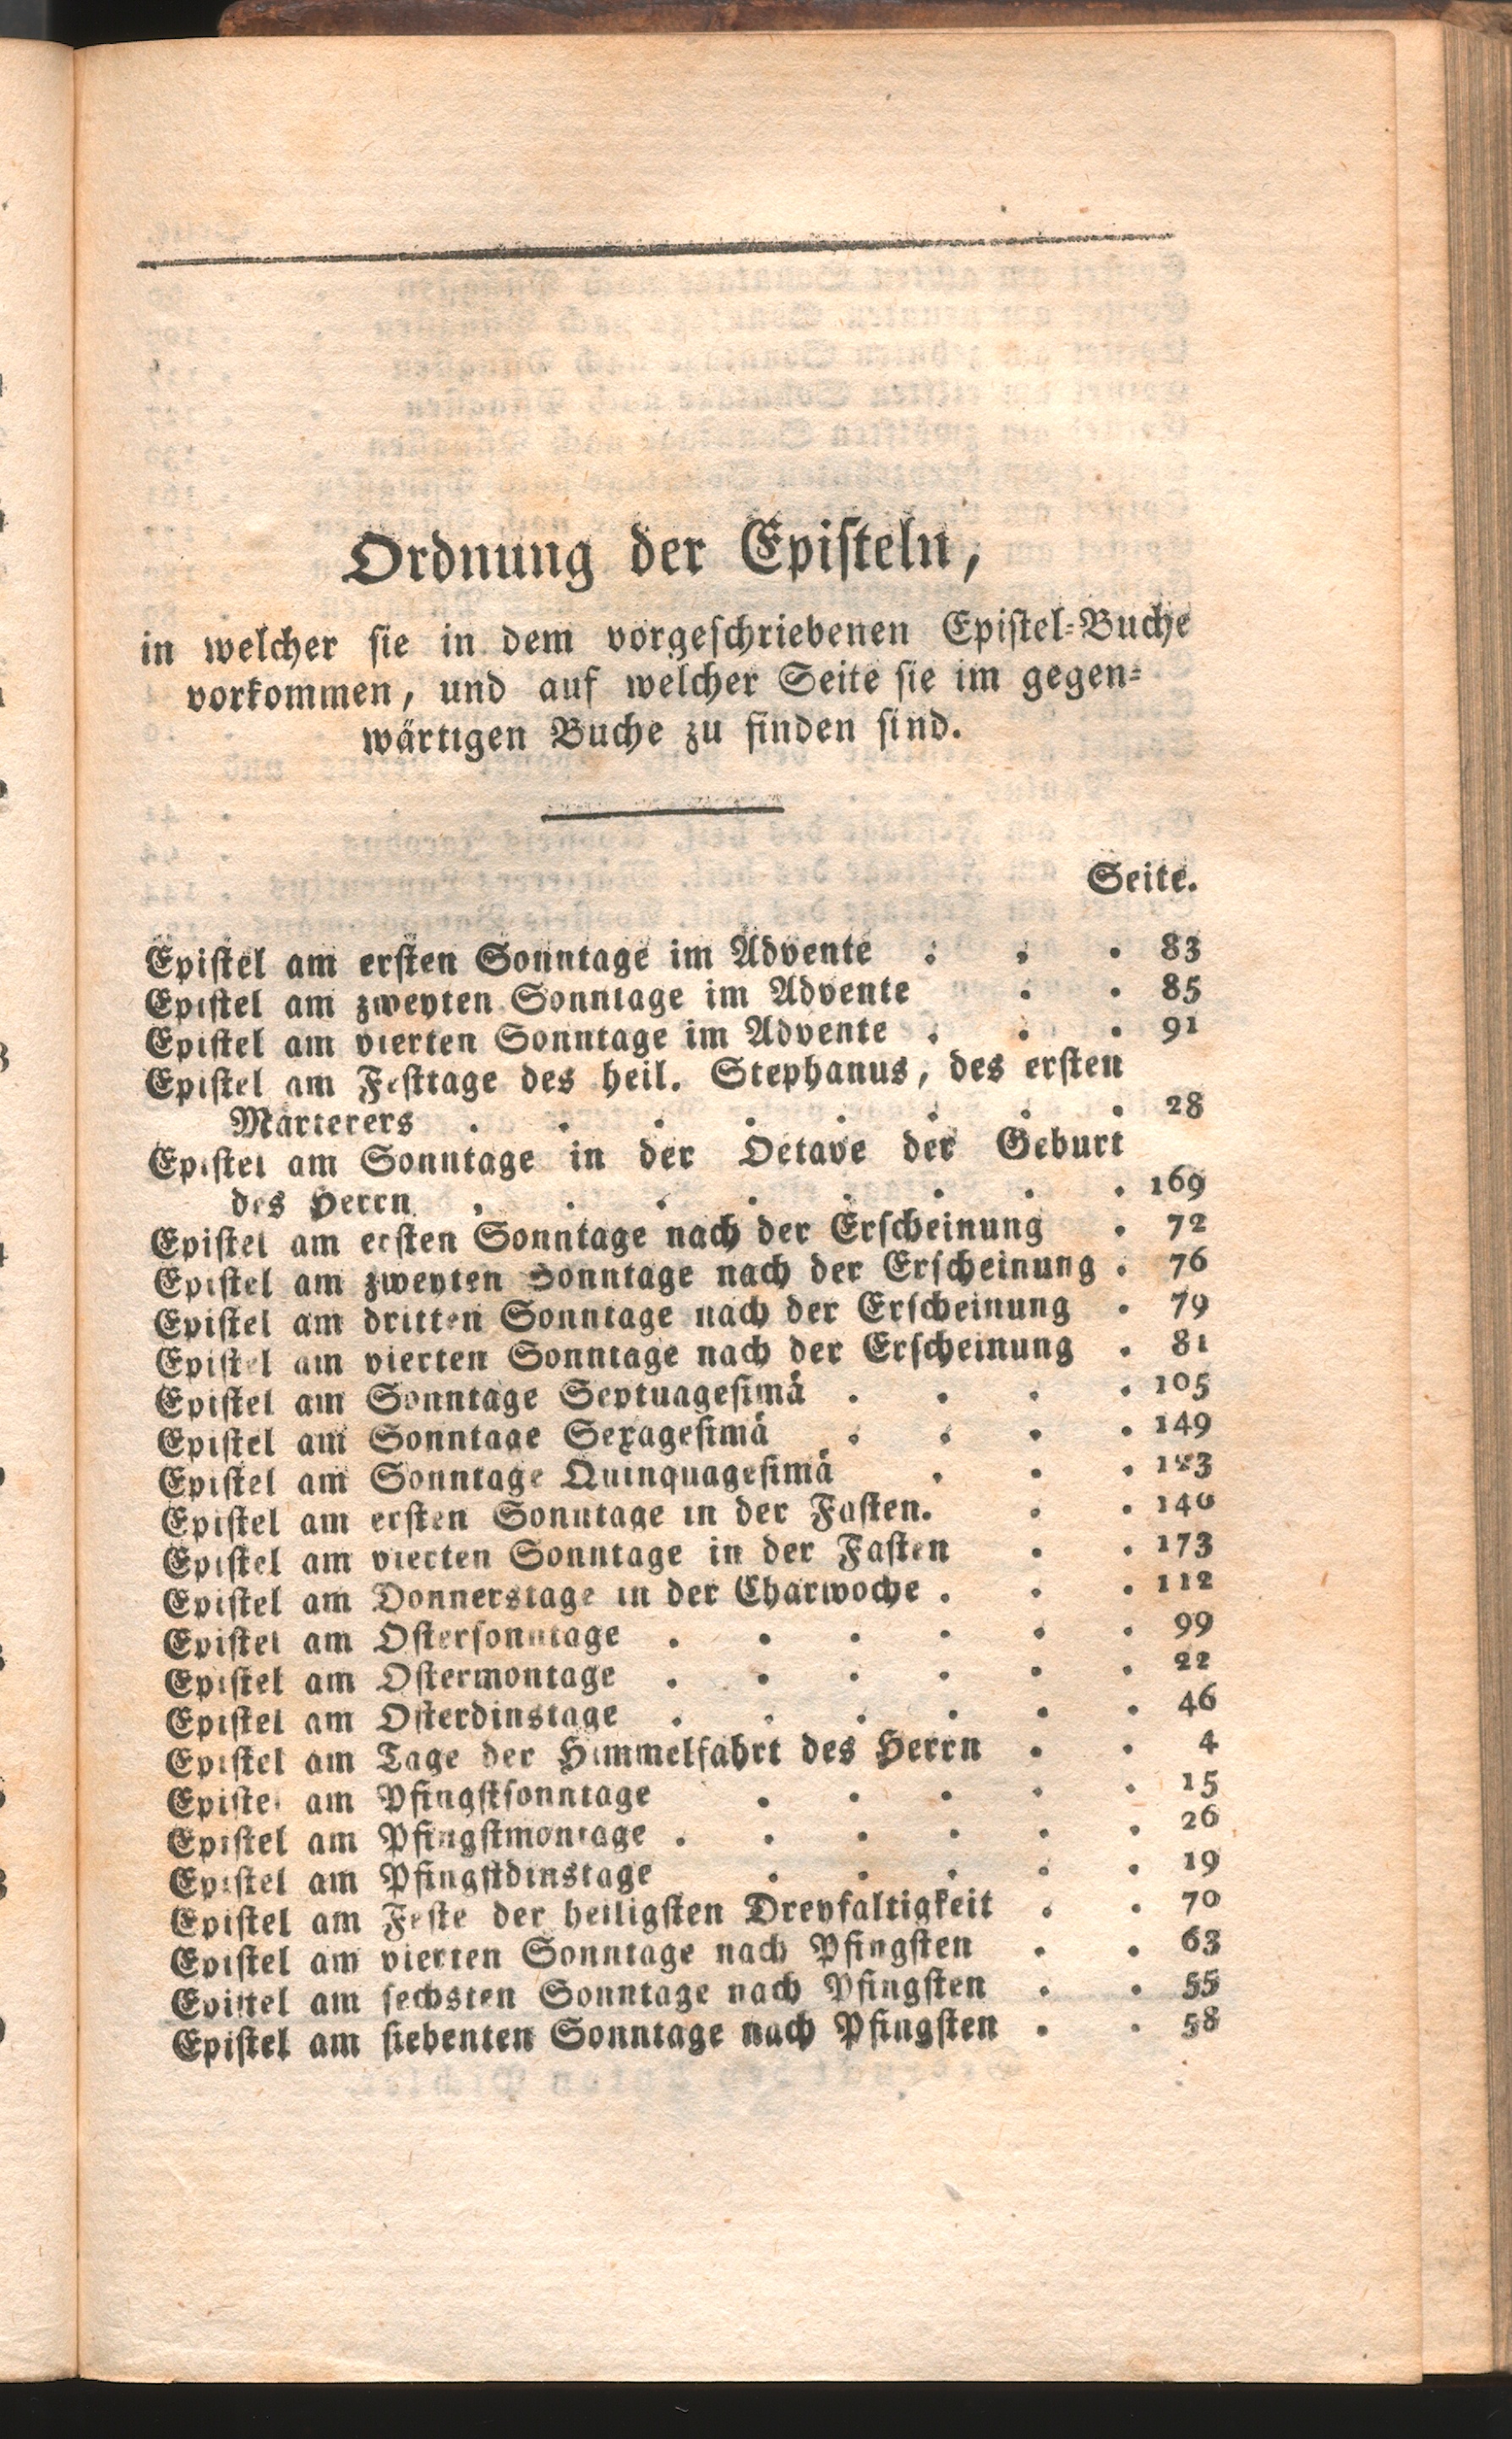 Ordnung der Epiſteln,
in welcher ſie in dem vorgeſchriebenen Epiſtel-Buche
vorkommen, und auf welcher Seite ſie im gegen-
wärtigen Buche zu finden ſind.
Seite.
Epiſtel am erſten Sonntage im Advente . . . 83
Epiſtel am zweyten Sonntage im Advente . . 85
Epiſtel am vierten Sonntage im Advente . . . 91
Epiſtel am Feſttage des heil. Stephanus, des erſten
Märterers . . . . . . . . 28
Epiſtel am Sonntage in der Octave der Geburt
des Herrn . . . . . . . . 169
Epiſtel am erſten Sonntage nach der Erſcheinung . 72
Epiſtel am zweyten Sonntage nach der Erſcheinung . 76
Epiſtel am dritten Sonntage nach der Erſcheinung . 79
Epiſtel am vierten Sonntage nach der Erſcheinung . 81
Epiſtel am Sonntage Septuageſimä . . . . 105
Epiſtel am Sonntage Sexageſimä . . . . 149
Epiſtel am Sonntage Quinquageſimä . . .
Epiſtel am erſten Sonntage in der Faſten. . . 140
Epiſtel am vierten Sonntage in der Faſten . . 173
Epiſtel am Donnerstage in der Charwoche . . . 112
Epiſtel am Oſterſonntage . . . . . . 99
Epiſtel am Oſtermontage . . . . . . 22
Epiſtel am Oſterdinstage . . . . . . 46
Epiſtel am Tage der Himmelfahrt des Herrn . . 4
Epiſtel am Pfingſtſonntage . . . . . 15
Epiſtel am Pfingſtmontage . . . . . . 26
Epiſtel am Pfingſtdinstage . . . . . 19
Epiſtel am Feſte der heiligſten Dreyfaltigkeit . . 70
Epiſtel am vierten Sonntage nach Pfingſten . . 63
Epiſtel am ſechsten Sonntage nach Pfingſten . . 55
Epiſtel am ſiebenten Sonntage nach Pfingſten . . 58